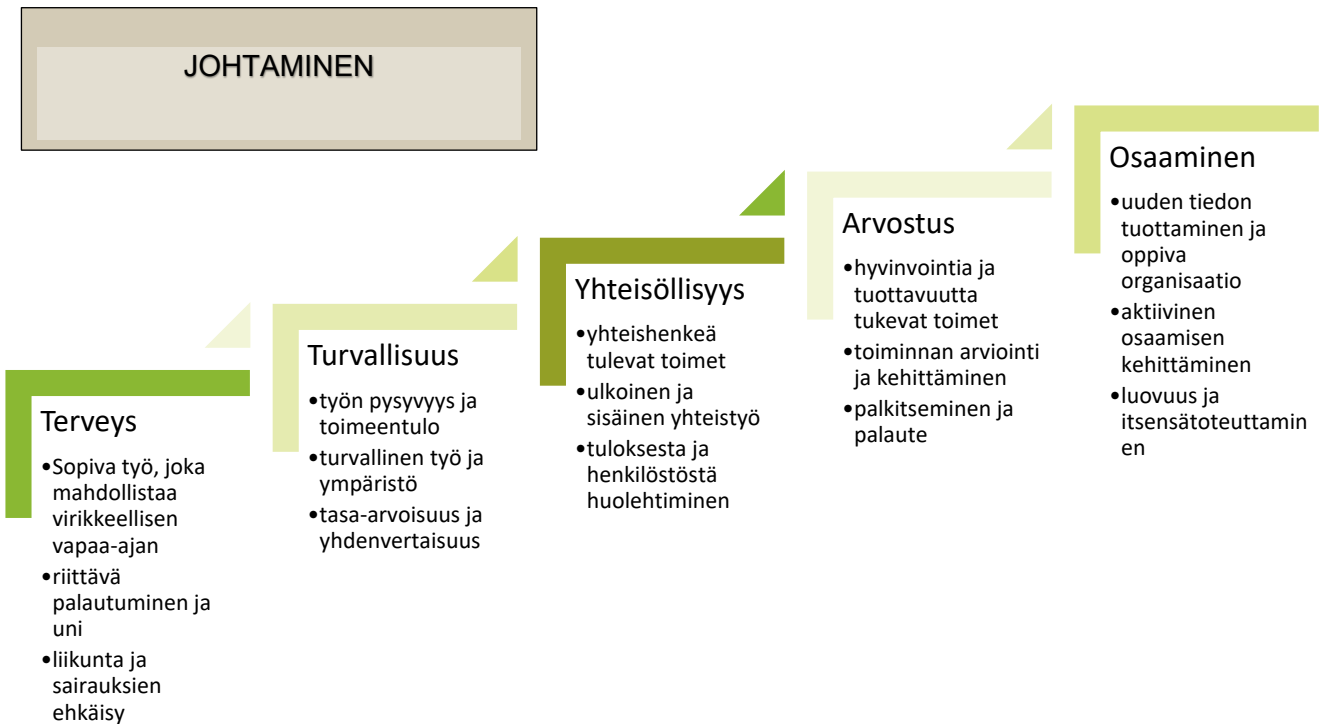 JOHTAMINEN
Terveys
•Sopiva työ, joka
mahdollistaa
virikkeellisen
vapaa-ajan
•riittävä
palautuminen ja
uni
•liikunta ja
sairauksien
ehkäisy
Turvallisuus
•työn pysyvyys ja
toimeentulo
•turvallinen työ ja
ympäristö
•tasa-arvoisuus ja
yhdenvertaisuus
Yhteisöllisyys
•yhteishenkeä
tulevat toimet
•ulkoinen ja
sisäinen yhteistyö
•tuloksesta ja
henkilöstöstä
huolehtiminen
Arvostus
•hyvinvointia ja
tuottavuutta
tukevat toimet
•toiminnan arviointi
ja kehittäminen
•palkitseminen ja
palaute
Osaaminen
•uuden tiedon
tuottaminen ja
oppiva
organisaatio
•aktiivinen
osaamisen
kehittäminen
•luovuus ja
itsensätoteuttamin
en